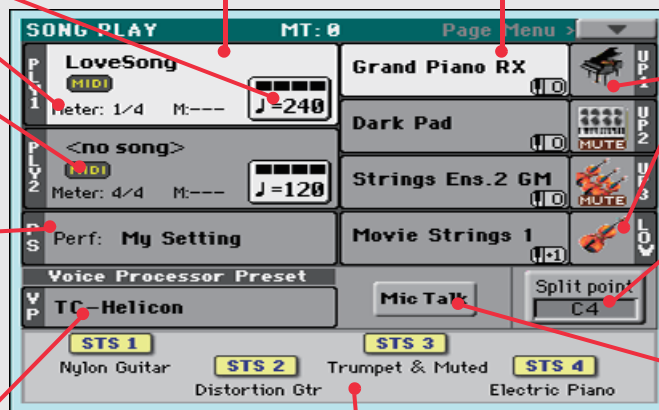 SONG PLAY MT: 0 Page Menu >
PLY1
LoveSong
MIDI
Meter: 1/4 M:--- ♩=240
Grand Piano RX
0
UP1
PLY2
<no song>
MIDI
Meter: 4/4 M:--- ♩=120
Dark Pad
0
MUTE
UP2
Strings Ens.2 GM
0
MUTE
UP3
PS
Perf: My Setting
Movie Strings 1
+1
LOW
Voice Processor Preset
VP
TC-Helicon
Mic Talk
Split point
C4
STS 1
Nylon Guitar
STS 2
Distortion Gtr
STS 3
Trumpet & Muted
STS 4
Electric Piano